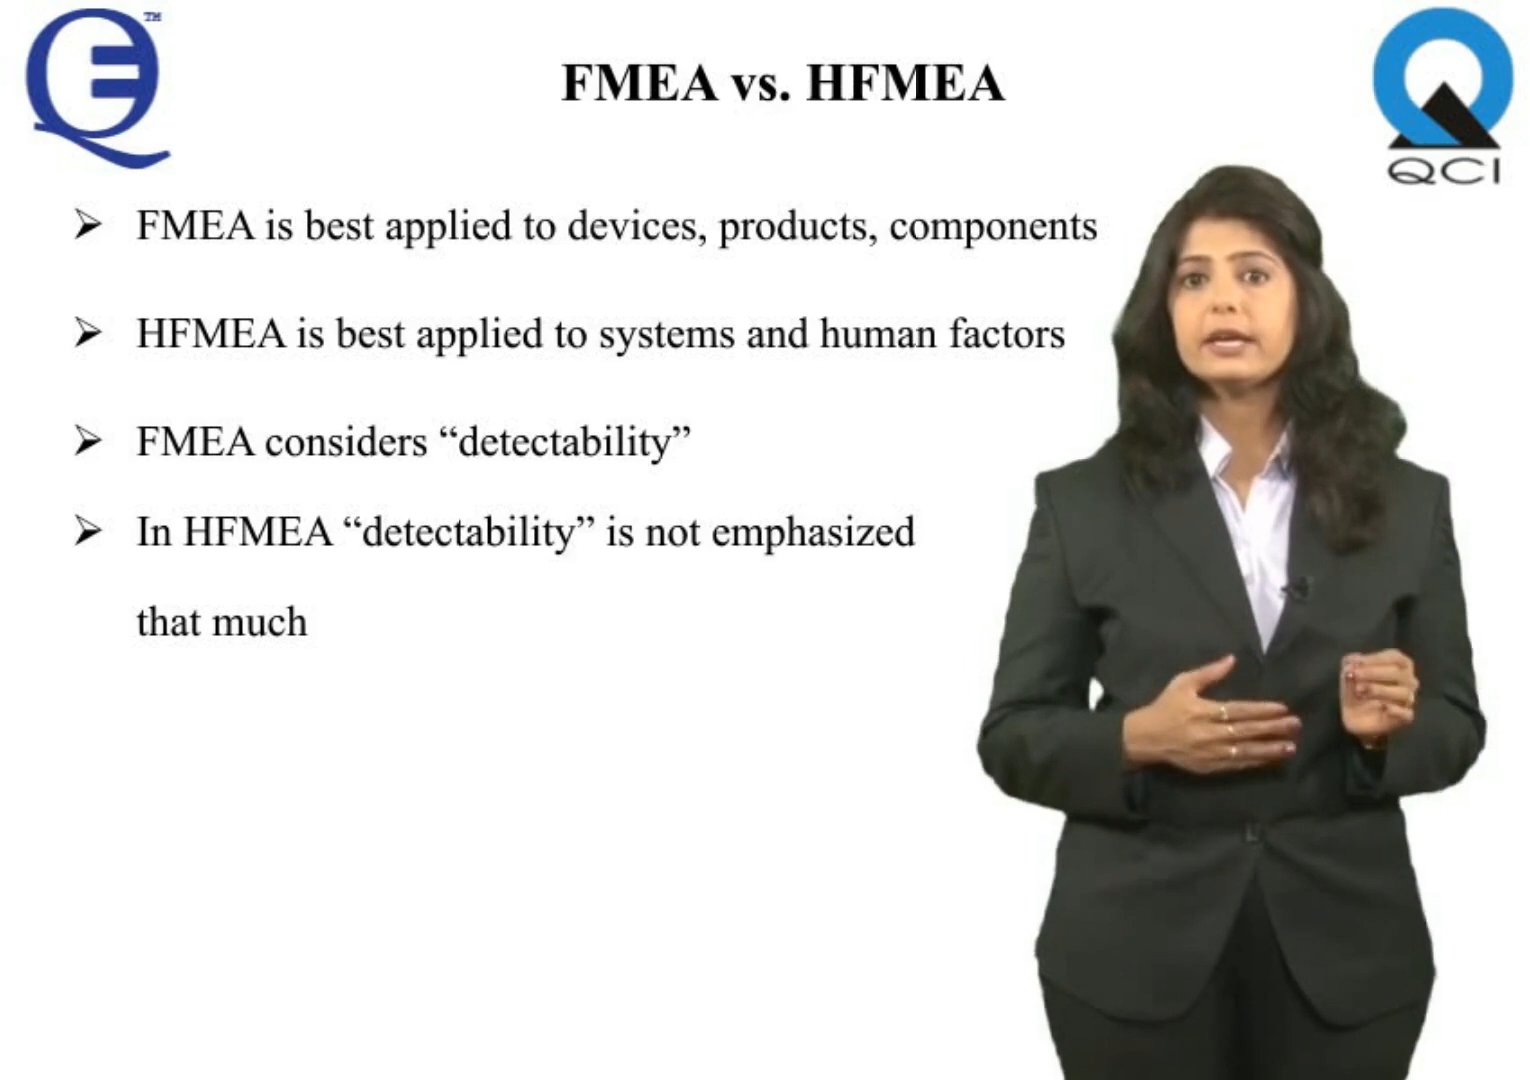 TM
FMEA vs. HFMEA
QCI
FMEA is best applied to devices, products, components
HFMEA is best applied to systems and human factors
FMEA considers “detectability”
In HFMEA “detectability” is not emphasized
that much